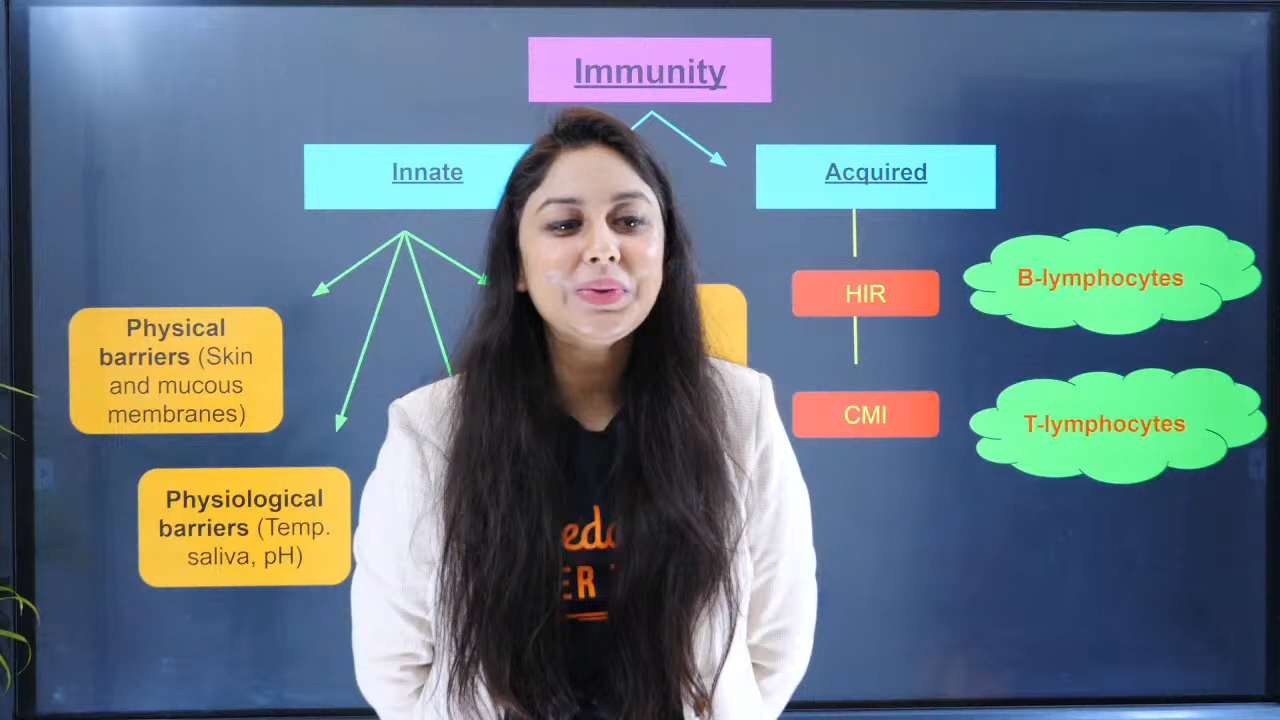 Immunity
Innate
Acquired
HIR
B-lymphocytes
Physical
barriers (Skin
and mucous
membranes)
CMI
T-lymphocytes
Physiological
barriers (Temp.
saliva, pH)